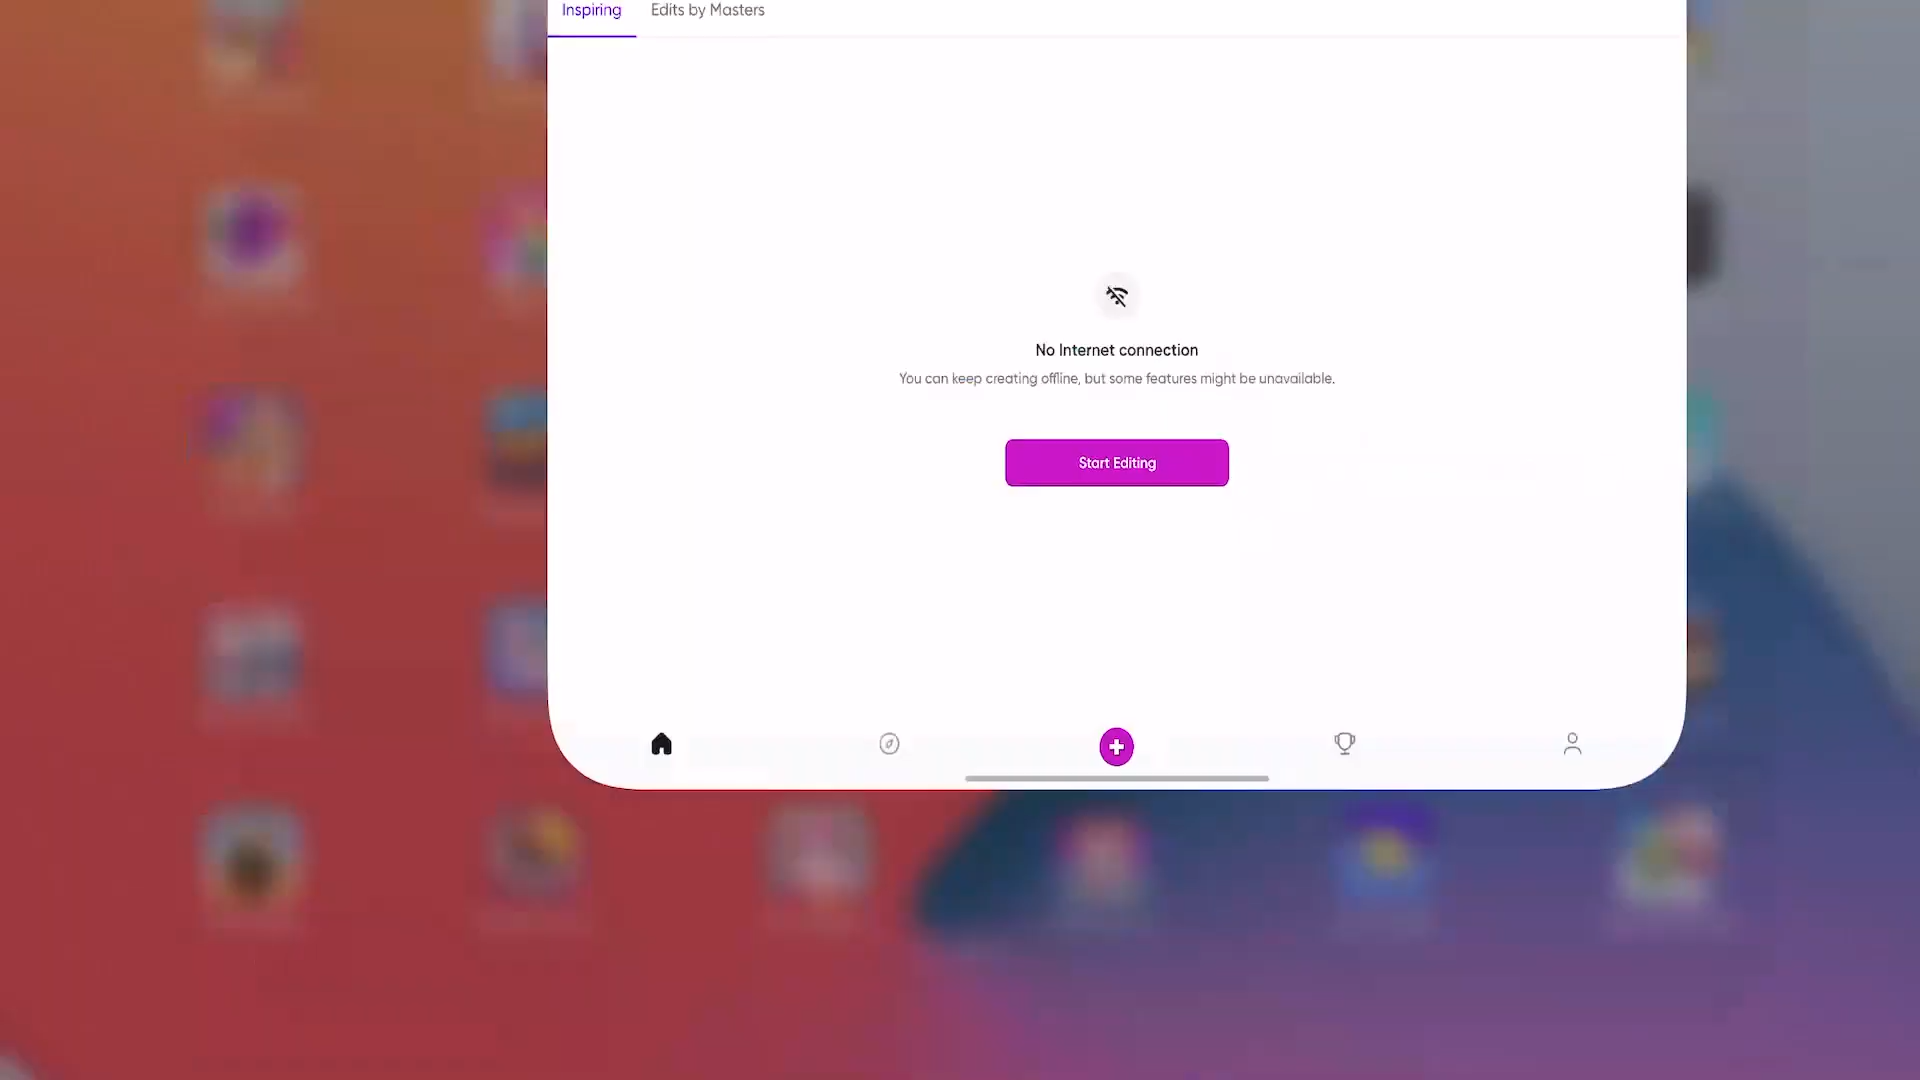 Inspiring Edits by Masters
No Internet connection
You can keep creating offline, but some features might be unavailable.
Start Editing